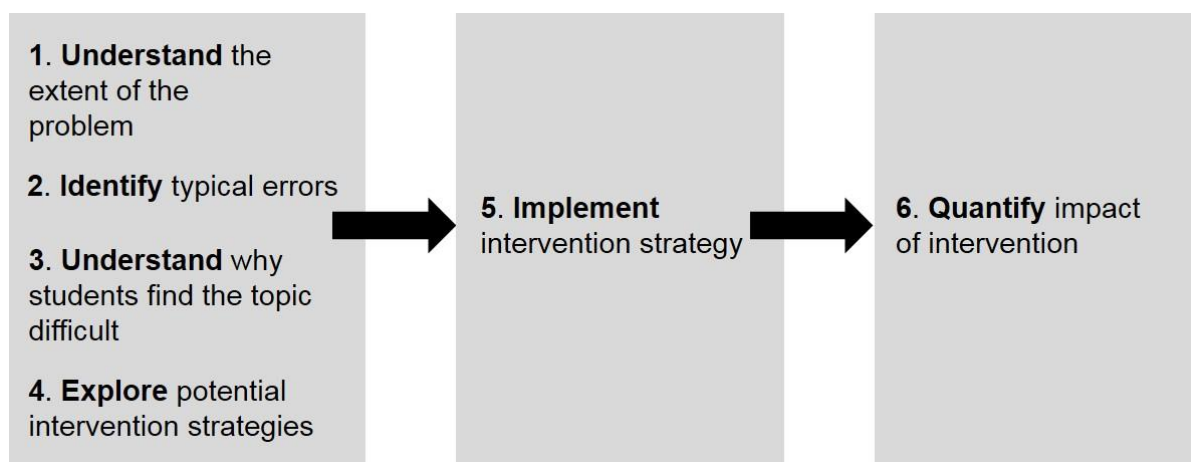 1. Understand the
extent of the
problem
2. Identify typical errors
3. Understand why
students find the topic
difficult
4. Explore potential
intervention strategies
5. Implement
intervention strategy
6. Quantify impact
of intervention